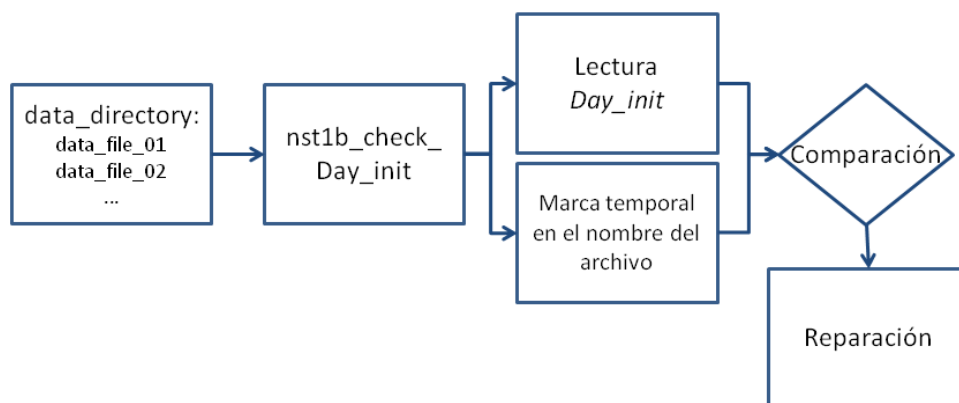 data_directory:
data_file_01
data_file_02
...
nst1b_check_
Day_init
Lectura
Day_init
Marca temporal
en el nombre del
archivo
Comparación
Reparación